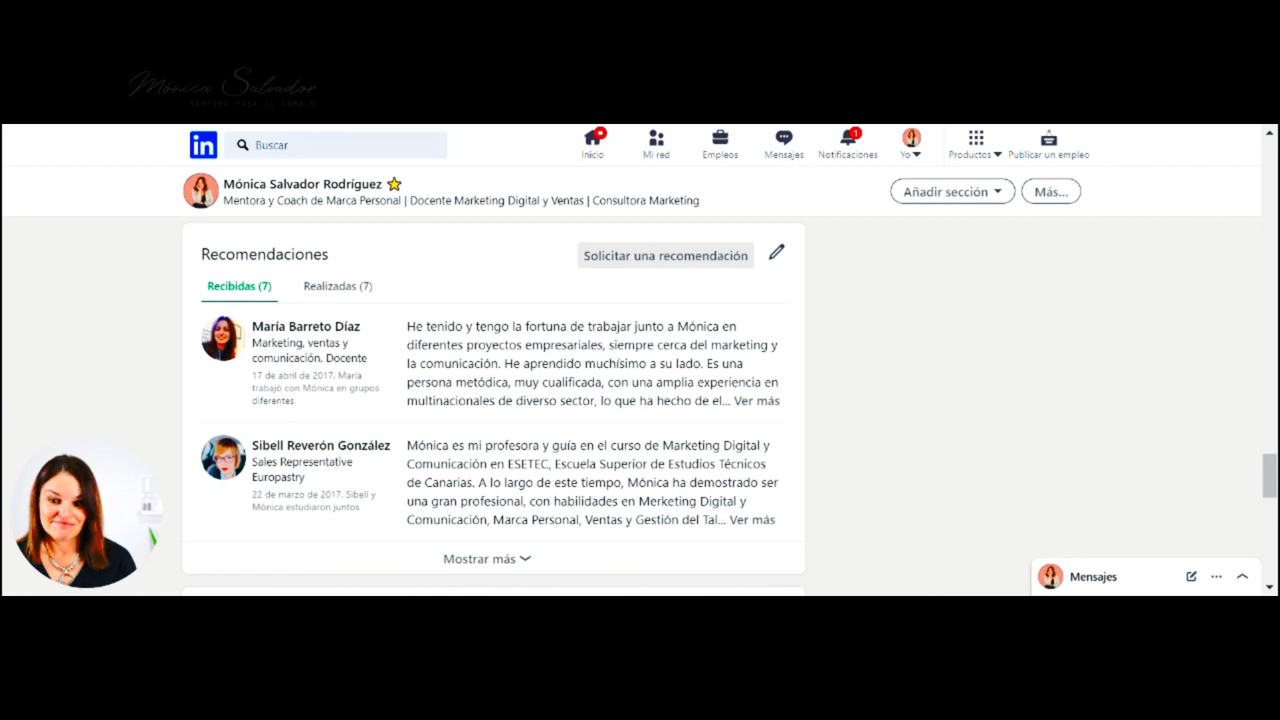 Mónica Salvador
MENTORA PARA EL CAMBIO
in
Buscar
Inicio
Mi red
Empleos
Mensajes
1
Notificaciones
Yo
Productos
Publicar un empleo
Mónica Salvador Rodríguez
Mentora y Coach de Marca Personal | Docente Marketing Digital y Ventas | Consultora Marketing
Añadir sección
Más...
Recomendaciones
Solicitar una recomendación
Recibidas (7)
Realizadas (7)
María Barreto Díaz
Marketing, ventas y
comunicación. Docente
17 de abril de 2017. María
trabajó con Mónica en grupos
diferentes
He tenido y tengo la fortuna de trabajar junto a Mónica en
diferentes proyectos empresariales, siempre cerca del marketing y
la comunicación. He aprendido muchísimo a su lado. Es una
persona metódica, muy cualificada, con una amplia experiencia en
multinacionales de diverso sector, lo que ha hecho de el... Ver más
Sibell Reverón González
Sales Representative
Europastry
22 de marzo de 2017. Sibell y
Mónica estudiaron juntos
Mónica es mi profesora y guía en el curso de Marketing Digital y
Comunicación en ESETEC, Escuela Superior de Estudios Técnicos
de Canarias. A lo largo de este tiempo, Mónica ha demostrado ser
una gran profesional, con habilidades en Merketing Digital y
Comunicación, Marca Personal, Ventas y Gestión del Tal... Ver más
Mostrar más
Mensajes